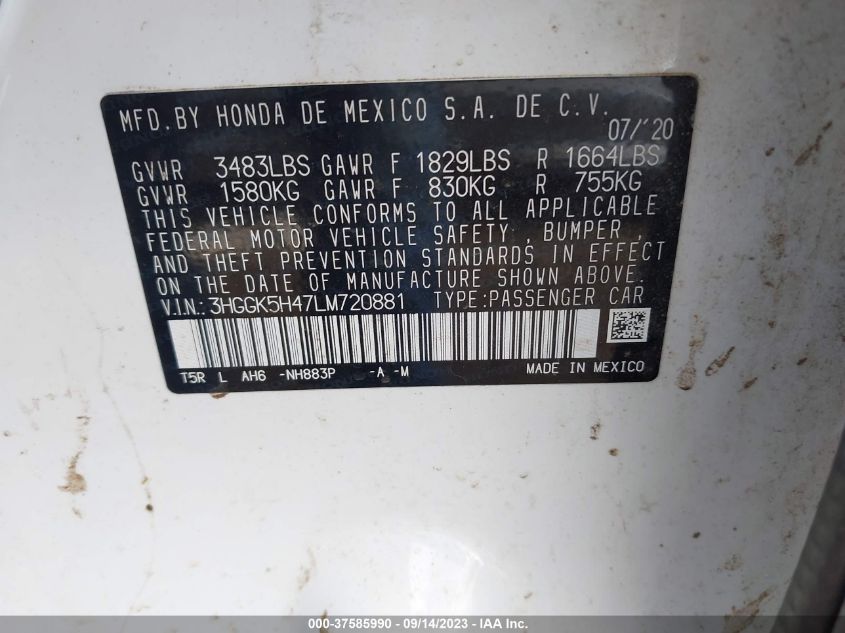 MFD.BY HONDA DE MEXICO S.A. DE C.V.
07/'20
GVWR 3483LBS GAWR F 1829LBS R 1664LBS
GVWR 1580KG GAWR F 830KG R 755KG
THIS VEHICLE CONFORMS TO ALL APPLICABLE
FEDERAL MOTOR VEHICLE SAFETY, BUMPER,
AND THEFT PREVENTION STANDARDS IN EFFECT
ON THE DATE OF MANUFACTURE SHOWN ABOVE.
V.I.N.: 3HGGK5H47LM720881 TYPE:PASSENGER CAR
T5R L AH6 -NH883P -A -M MADE IN MEXICO
000-37585990 - 09/14/2023 - IAA Inc.